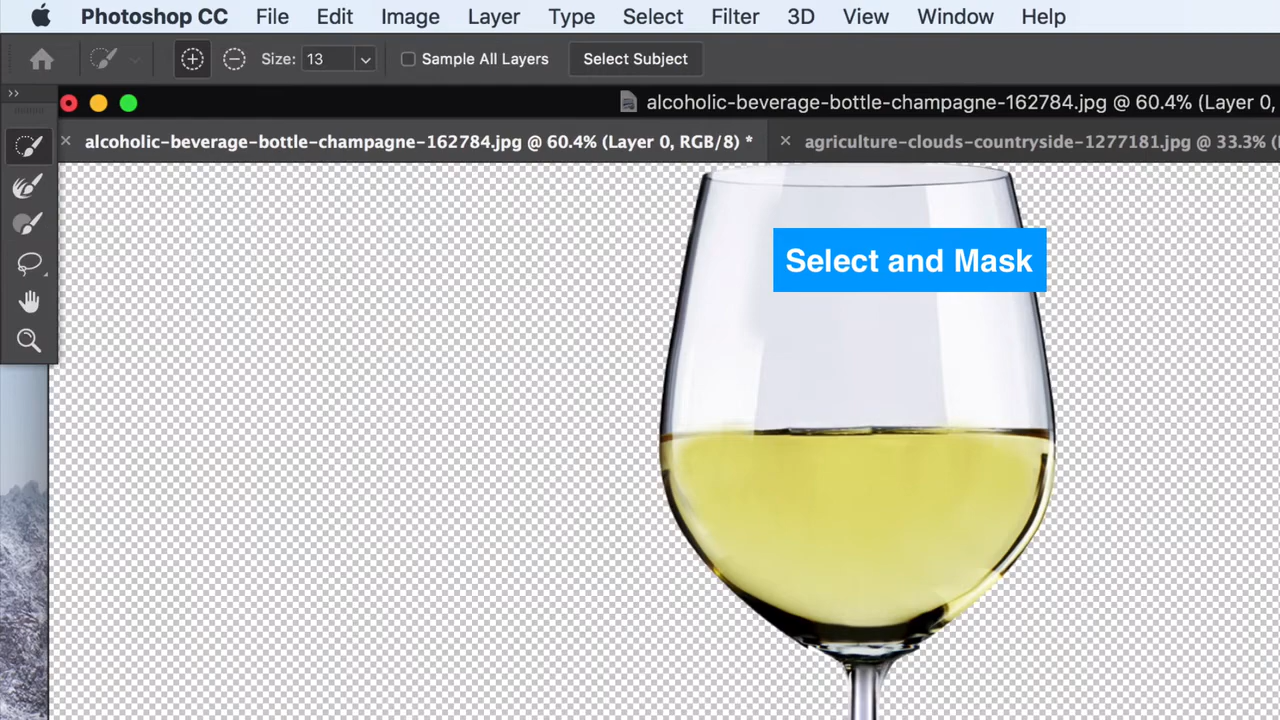 Photoshop CC File Edit Image Layer Type Select Filter 3D View Window Help
Size: 13 Sample All Layers Select Subject
alcoholic-beverage-bottle-champagne-162784.jpg @ 60.4% (Layer 0,
alcoholic-beverage-bottle-champagne-162784.jpg @ 60.4% (Layer 0, RGB/8) * agriculture-clouds-countryside-1277181.jpg @ 33.3% (
Select and Mask